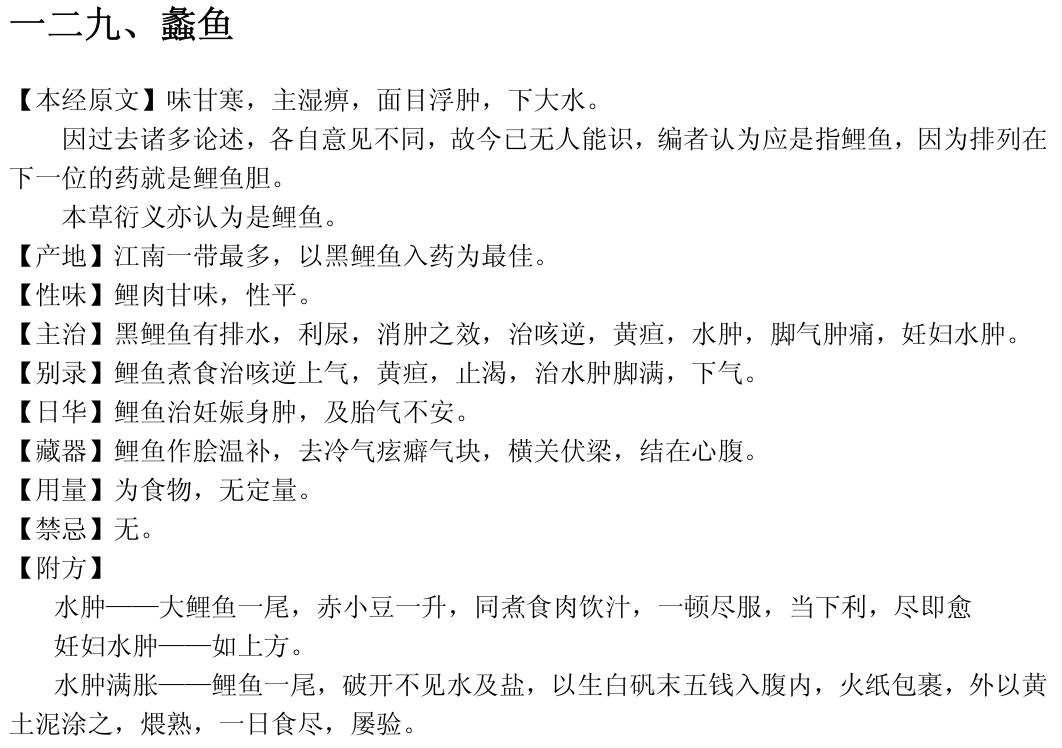 一二九、蠡鱼
【本经原文】味甘寒，主湿痹，面目浮肿，下大水。
因过去诸多论述，各自意见不同，故今已无人能识，编者认为应是指鲤鱼，因为排列在
下一位的药就是鲤鱼胆。
本草衍义亦认为是鲤鱼。
【产地】江南一带最多，以黑鲤鱼入药为最佳。
【性味】鲤肉甘味，性平。
【主治】黑鲤鱼有排水，利尿，消肿之效，治咳逆，黄疸，水肿，脚气肿痛，妊妇水肿。
【别录】鲤鱼煮食治咳逆上气，黄疸，止渴，治水肿脚满，下气。
【日华】鲤鱼治妊娠身肿，及胎气不安。
【藏器】鲤鱼作脍温补，去冷气痃癖气块，横关伏梁，结在心腹。
【用量】为食物，无定量。
【禁忌】无。
【附方】
水肿——大鲤鱼一尾，赤小豆一升，同煮食肉饮汁，一顿尽服，当下利，尽即愈
妊妇水肿——如上方。
水肿满胀——鲤鱼一尾，破开不见水及盐，以生白矾末五钱入腹内，火纸包裹，外以黄
土泥涂之，煨熟，一日食尽，屡验。